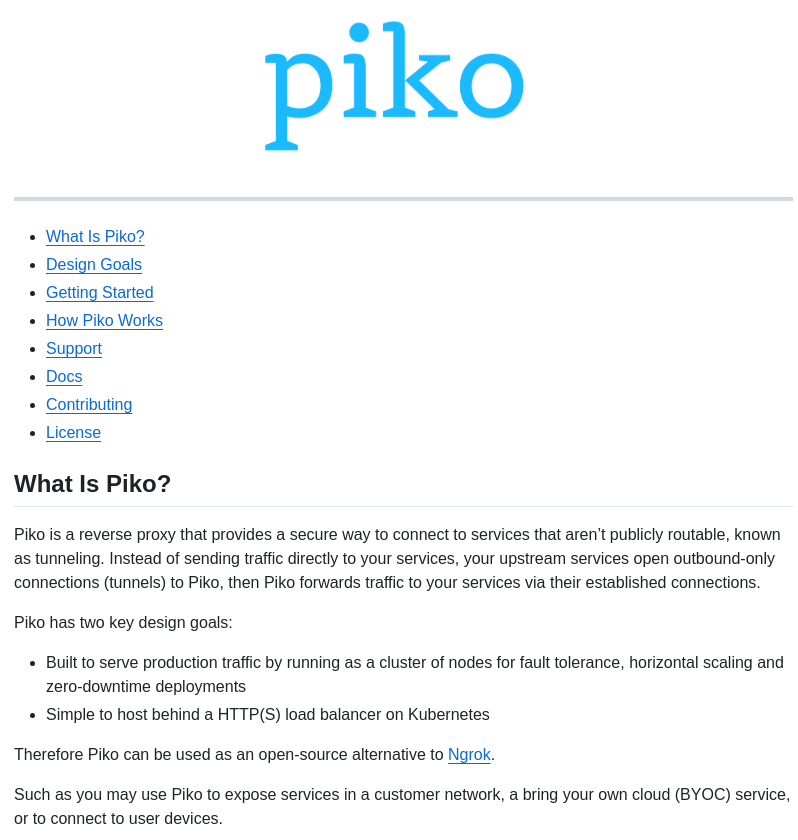 piko
What Is Piko?
Design Goals
Getting Started
How Piko Works
Support
Docs
Contributing
License
What Is Piko?
Piko is a reverse proxy that provides a secure way to connect to services that aren’t publicly routable, known
as tunneling. Instead of sending traffic directly to your services, your upstream services open outbound-only
connections (tunnels) to Piko, then Piko forwards traffic to your services via their established connections.
Piko has two key design goals:
Built to serve production traffic by running as a cluster of nodes for fault tolerance, horizontal scaling and
zero-downtime deployments
Simple to host behind a HTTP(S) load balancer on Kubernetes
Therefore Piko can be used as an open-source alternative to Ngrok.
Such as you may use Piko to expose services in a customer network, a bring your own cloud (BYOC) service,
or to connect to user devices.